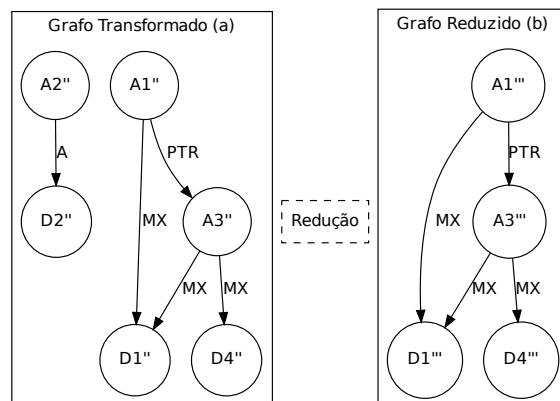 Grafo Transformado (a)
A2''
A1''
A
PTR
D2''
MX
A3''
MX
MX
D1''
D4''
Redução
Grafo Reduzido (b)
A1'''
PTR
MX
A3'''
MX
MX
D1'''
D4'''